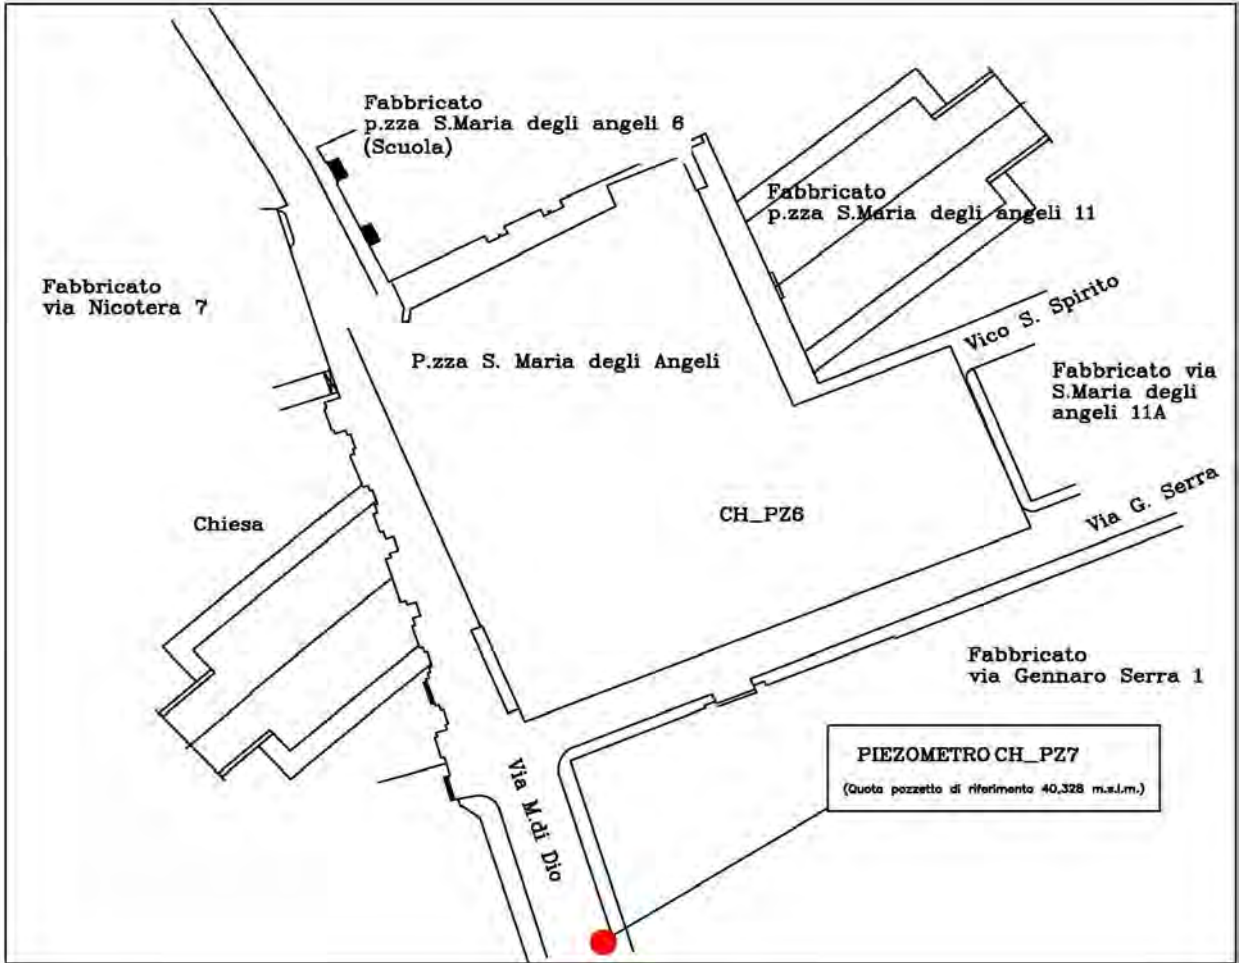 Fabbricato
p.zza S.Maria degli angeli 6
(Scuola)
Fabbricato
p.zza S.Maria degli angeli 11
Fabbricato
via Nicotera 7
Vico S. Spirito
P.zza S. Maria degli Angeli
Fabbricato via
S.Maria degli
angeli 11A
Chiesa
CH_PZ6
Via G. Serra
Fabbricato
via Gennaro Serra 1
PIEZOMETRO CH_PZ7
(Quota pozzetto di riferimento 40,328 m.s.l.m.)
Via M.di Dio